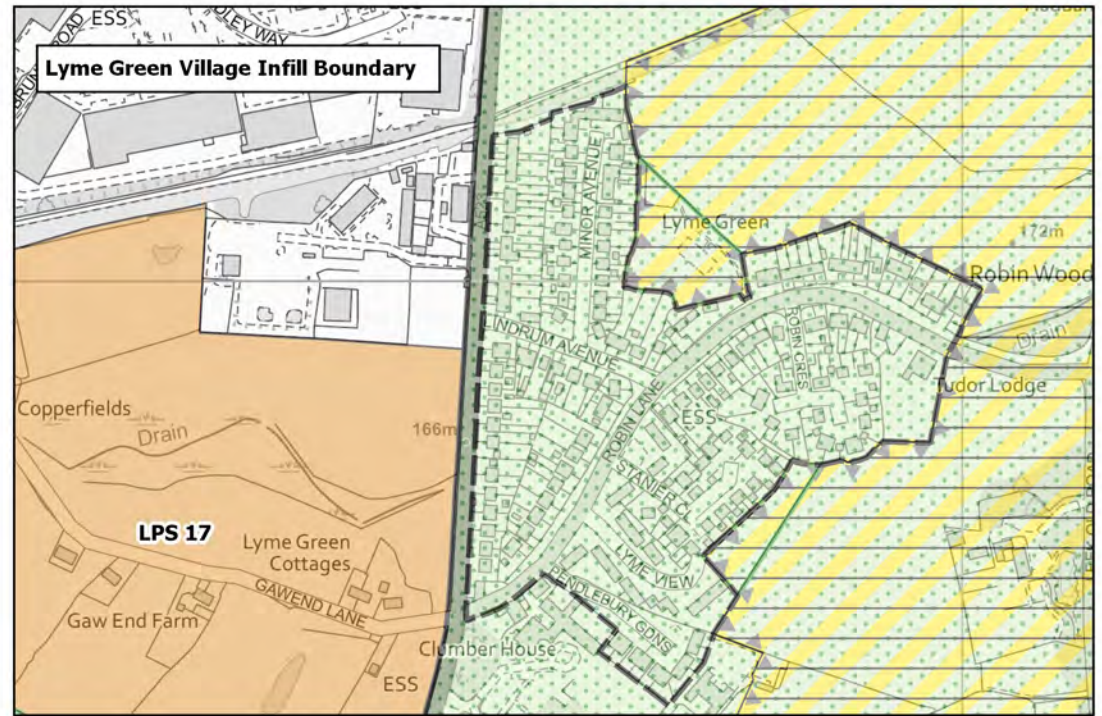 ESS
Lyme Green Village Infill Boundary
MINOR AVENUE
Lyme Green
172m
Robin Wood
LINDRUM AVENUE
ROBIN CRES
Drain
Tudor Lodge
Copperfields
Drain
166m
ROBIN LANE
ESS
STANIER CL
LPS 17
Lyme Green
Cottages
LYME VIEW
GAWEND LANE
PENDLEBURY GDNS
Gaw End Farm
Clumber House
ESS